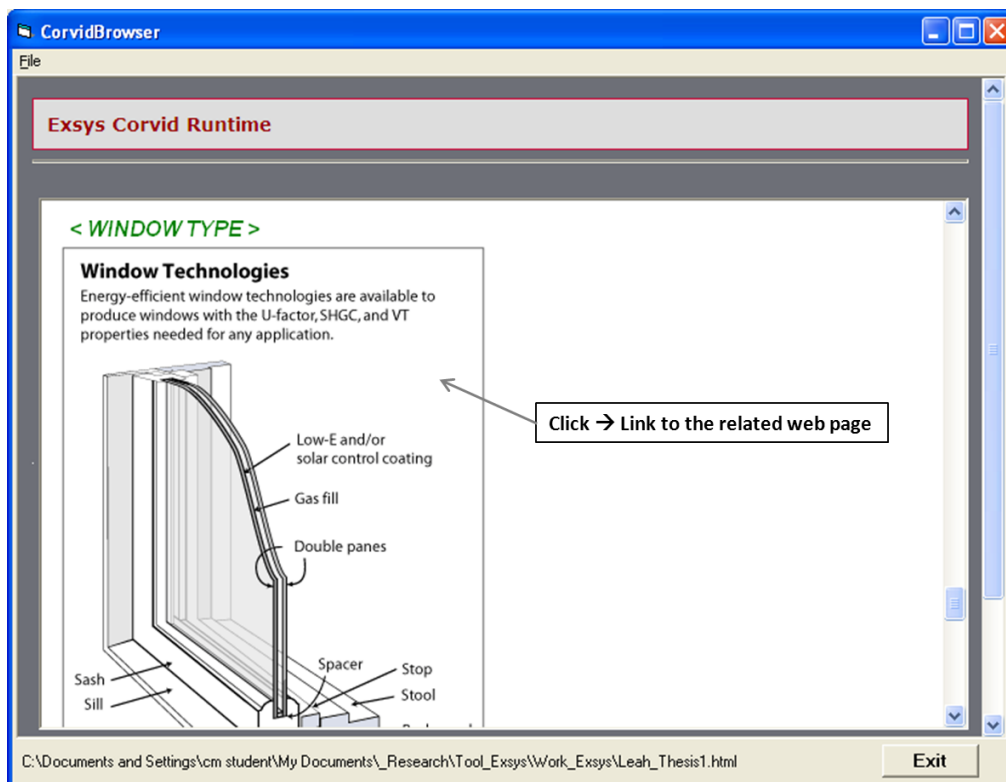 CorvidBrowser
File
Exsys Corvid Runtime
< WINDOW TYPE >
Window Technologies
Energy-efficient window technologies are available to
produce windows with the U-factor, SHGC, and VT
properties needed for any application.
Click → Link to the related web page
Low-E and/or
solar control coating
Gas fill
Double panes
Spacer
Stop
Sash
Stool
Sill
C:\Documents and Settings\cm student\My Documents\_Research\Tool_Exsys\Work_Exsys\Leah_Thesis1.html
Exit